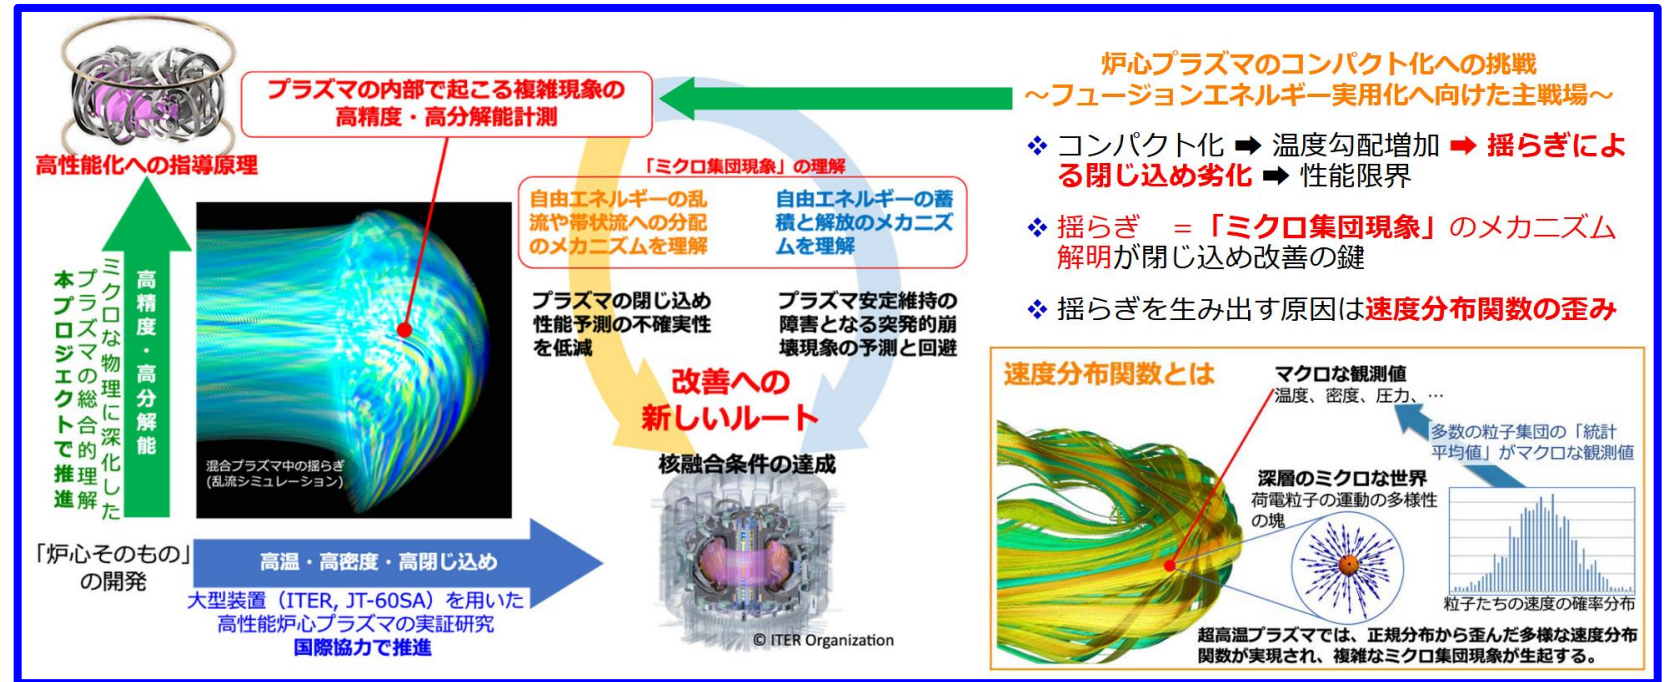 高性能化への指導原理
プラズマの内部で起こる複雑現象の
高精度・高分解能計測
「ミクロ集団現象」の理解
自由エネルギーの乱
流や帯状流への分配
のメカニズムを理解
自由エネルギーの蓄
積と解放のメカニズ
ムを理解
プラズマの閉じ込め
性能予測の不確実性
を低減
プラズマ安定維持の
障害となる突発的崩
壊現象の予測と回避
改善への
新しいルート
核融合条件の達成
© ITER Organization
高精度・高分解能
ミクロな物理に深化した
プラズマの総合的理解
本プロジェクトで推進
混合プラズマ中の揺らぎ
(乱流シミュレーション)
「炉心そのもの」
の開発
高温・高密度・高閉じ込め
大型装置（ITER, JT-60SA）を用いた
高性能炉心プラズマの実証研究
国際協力で推進
炉心プラズマのコンパクト化への挑戦
～フュージョンエネルギー実用化へ向けた主戦場～
❖ コンパクト化 ➡ 温度勾配増加 ➡ 揺らぎによ
る閉じ込め劣化 ➡ 性能限界
❖ 揺らぎ　＝「ミクロ集団現象」のメカニズム
解明が閉じ込め改善の鍵
❖ 揺らぎを生み出す原因は速度分布関数の歪み
速度分布関数とは
マクロな観測値
温度、密度、圧力、…
多数の粒子集団の「統計
平均値」がマクロな観測値
深層のミクロな世界
荷電粒子の運動の多様性
の塊
粒子たちの速度の確率分布
超高温プラズマでは、正規分布から歪んだ多様な速度分布
関数が実現され、複雑なミクロ集団現象が生起する。